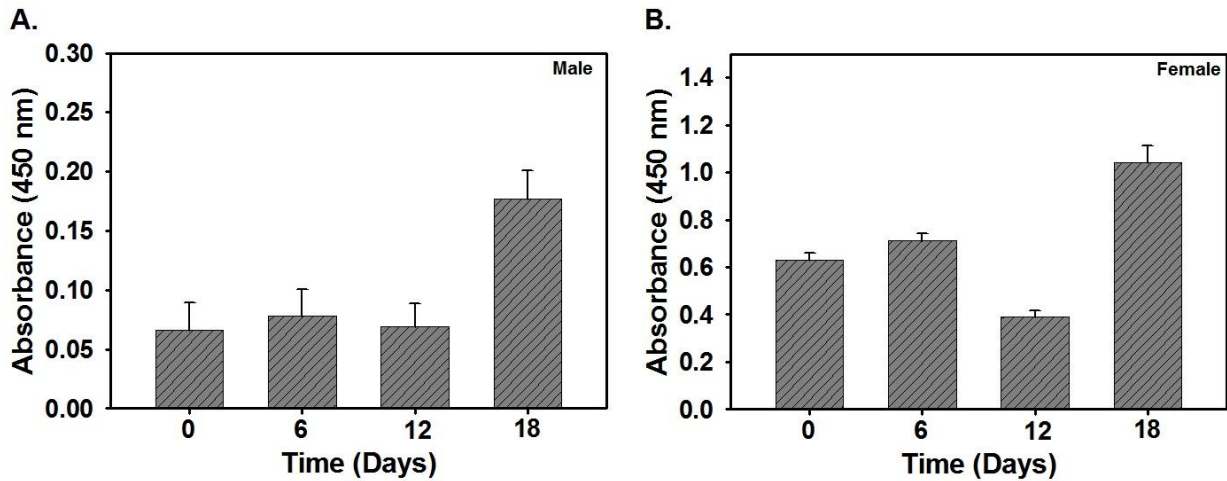 A.
Male
Absorbance (450 nm)
0.30
0.25
0.20
0.15
0.10
0.05
0.00
0 6 12 18
Time (Days)
B.
Female
Absorbance (450 nm)
1.4
1.2
1.0
0.8
0.6
0.4
0.2
0.0
0 6 12 18
Time (Days)